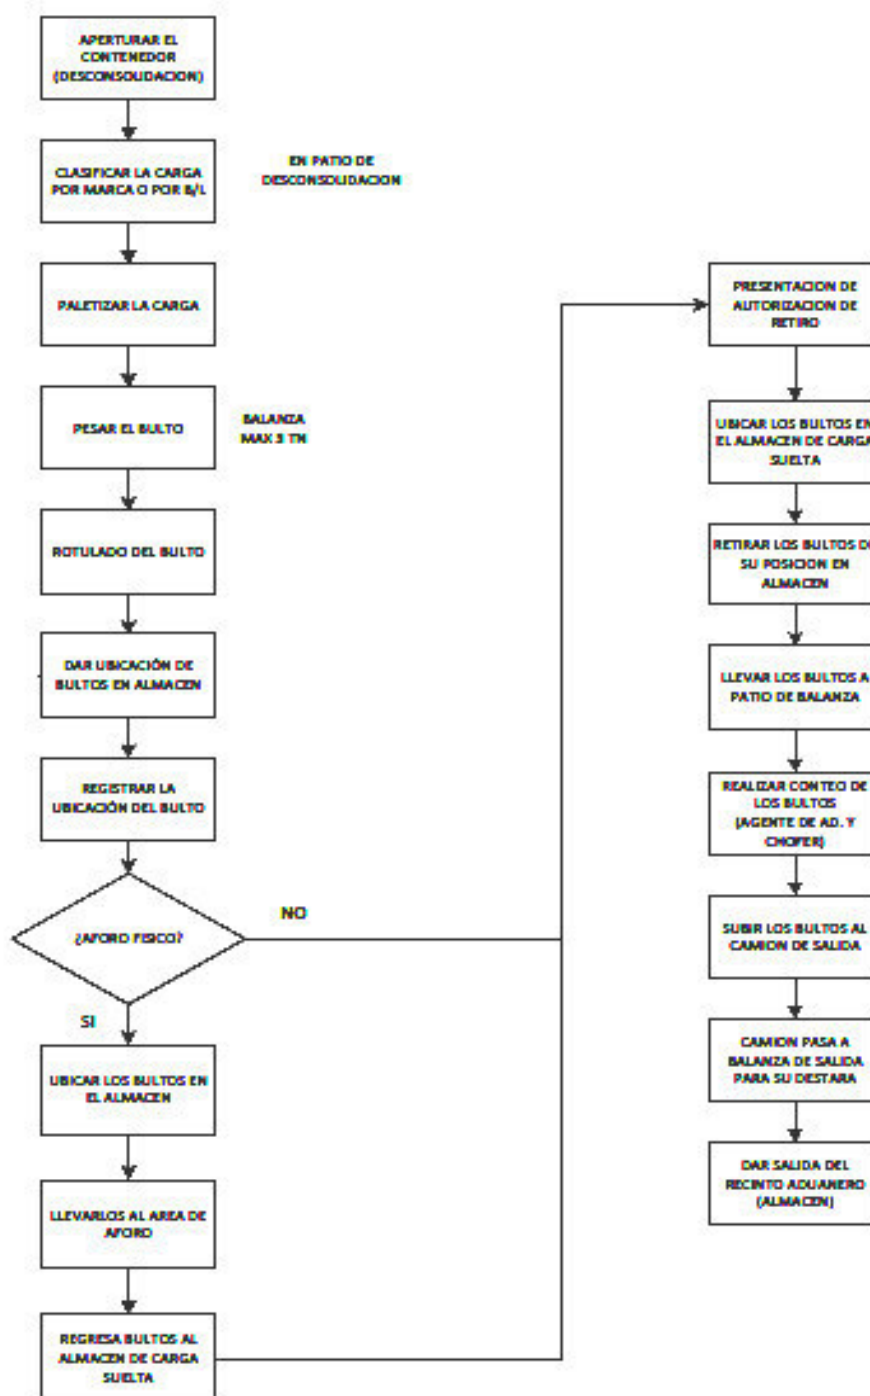 APERTURAR EL
CONTENEDOR
(DESCONSOLIDACION)
CLASIFICAR LA CARGA
POR MARCA O POR B/L
EN PATIO DE
DESCONSOLIDACION
PALETIZAR LA CARGA
PESAR EL BULTO
BALANZA
MAX 3 TN
ROTULADO DEL BULTO
DAR UBICACIÓN DE
BULTOS EN ALMACEN
REGISTRAR LA
UBICACIÓN DEL BULTO
¿AFORO FISICO?
NO
SI
UBICAR LOS BULTOS EN
EL ALMACEN
LLEVARLOS AL AREA DE
AFORO
REGRESA BULTOS AL
ALMACEN DE CARGA
SUELTA
PRESENTACION DE
AUTORIZACION DE
RETIRO
UBICAR LOS BULTOS EN
EL ALMACEN DE CARGA
SUELTA
RETIRAR LOS BULTOS DE
SU POSICION EN
ALMACEN
LLEVAR LOS BULTOS A
PATIO DE BALANZA
REALIZAR CONTEO DE
LOS BULTOS
(AGENTE DE AD. Y
CHOFER)
SUBIR LOS BULTOS AL
CAMION DE SALIDA
CAMION PASA A
BALANZA DE SALIDA
PARA SU DESTARA
DAR SALIDA DEL
RECINTO ADUANERO
(ALMACEN)